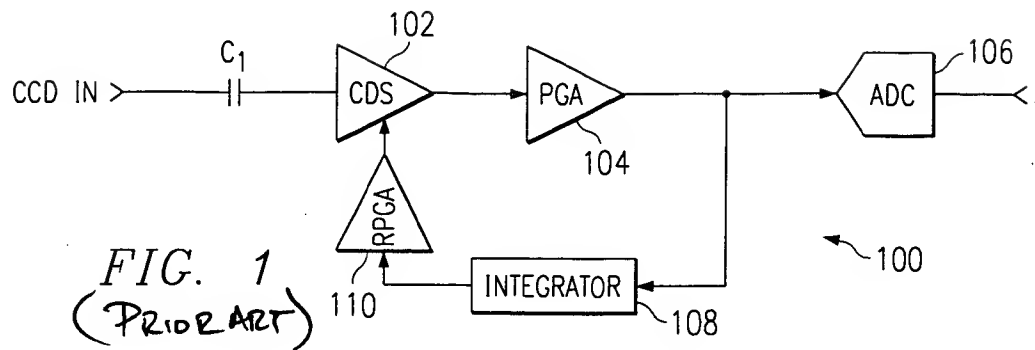 102
C1
CCD IN
CDS
PGA
104
106
ADC
RPGA
110
INTEGRATOR
108
100
FIG. 1
(PRIOR ART)